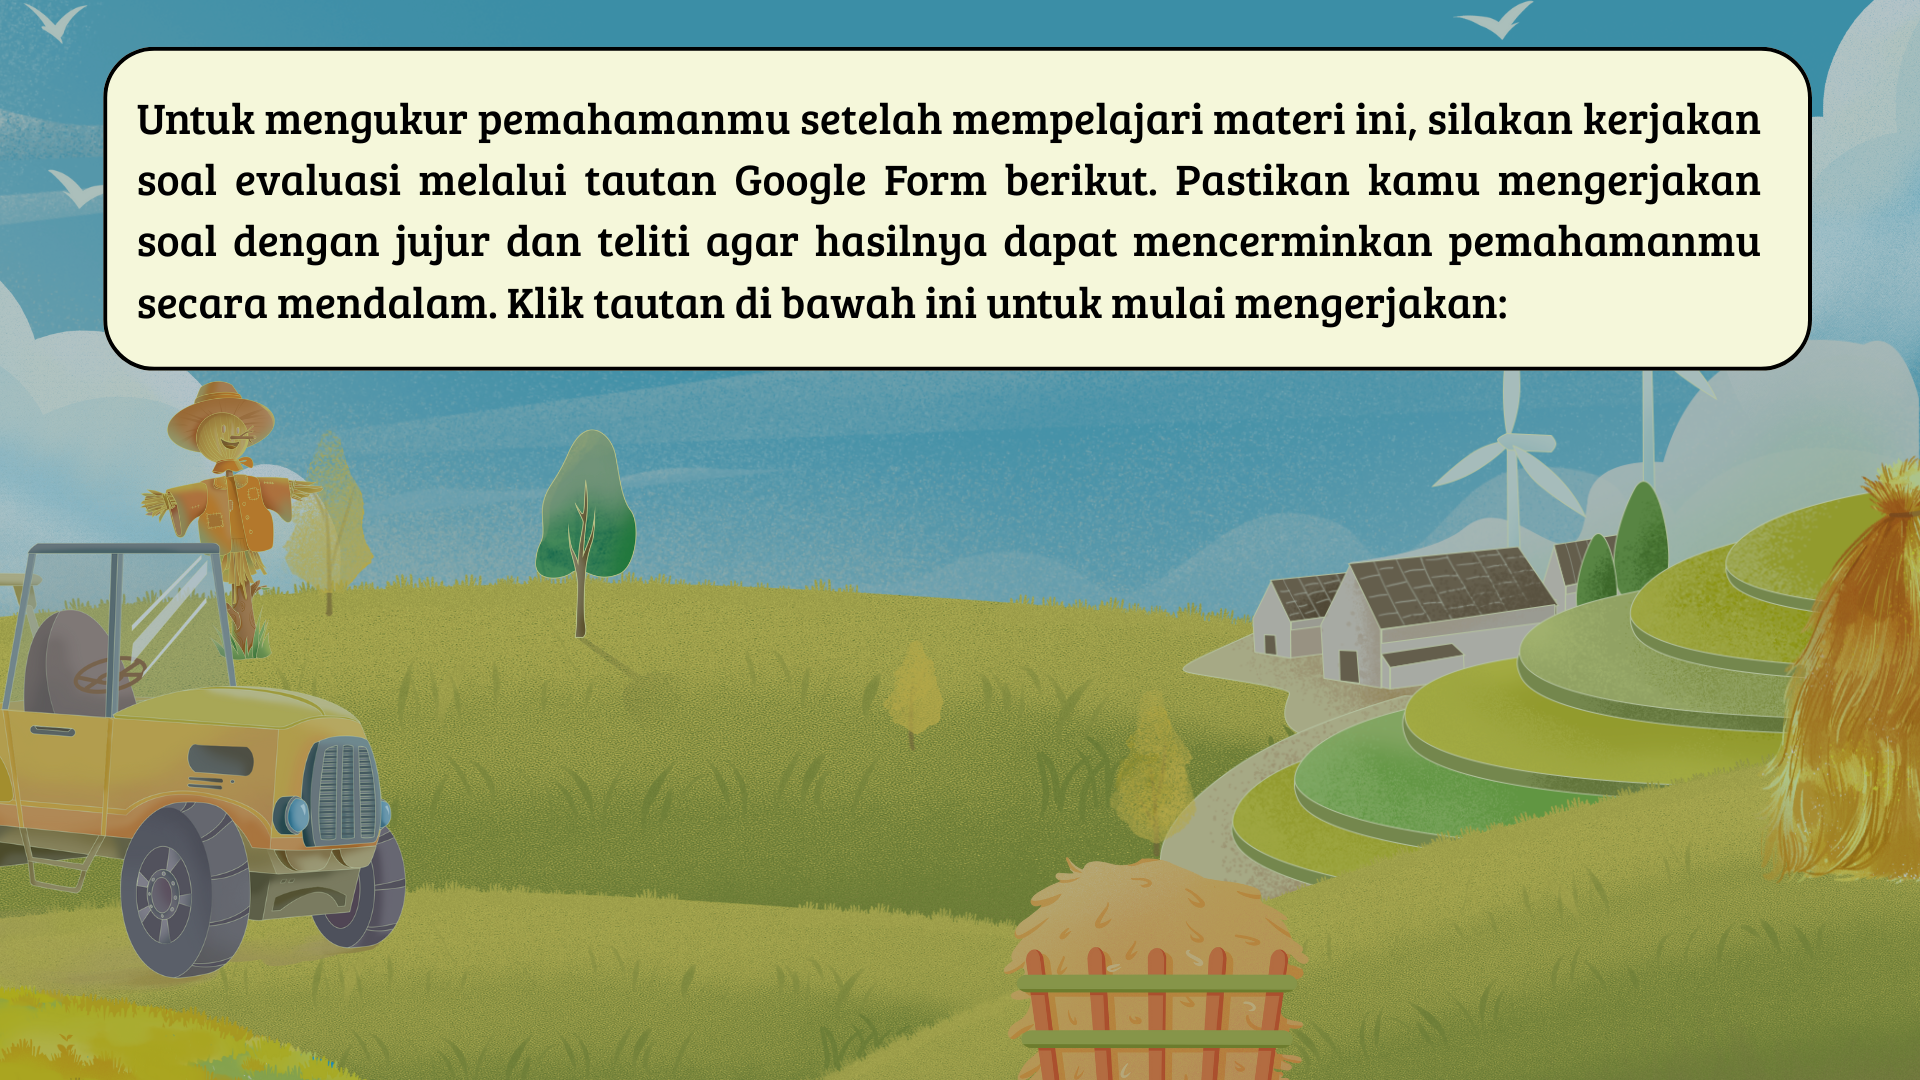 Untuk mengukur pemahamanmu setelah mempelajari materi ini, silakan kerjakan
soal evaluasi melalui tautan Google Form berikut. Pastikan kamu mengerjakan
soal dengan jujur dan teliti agar hasilnya dapat mencerminkan pemahamanmu
secara mendalam. Klik tautan di bawah ini untuk mulai mengerjakan: